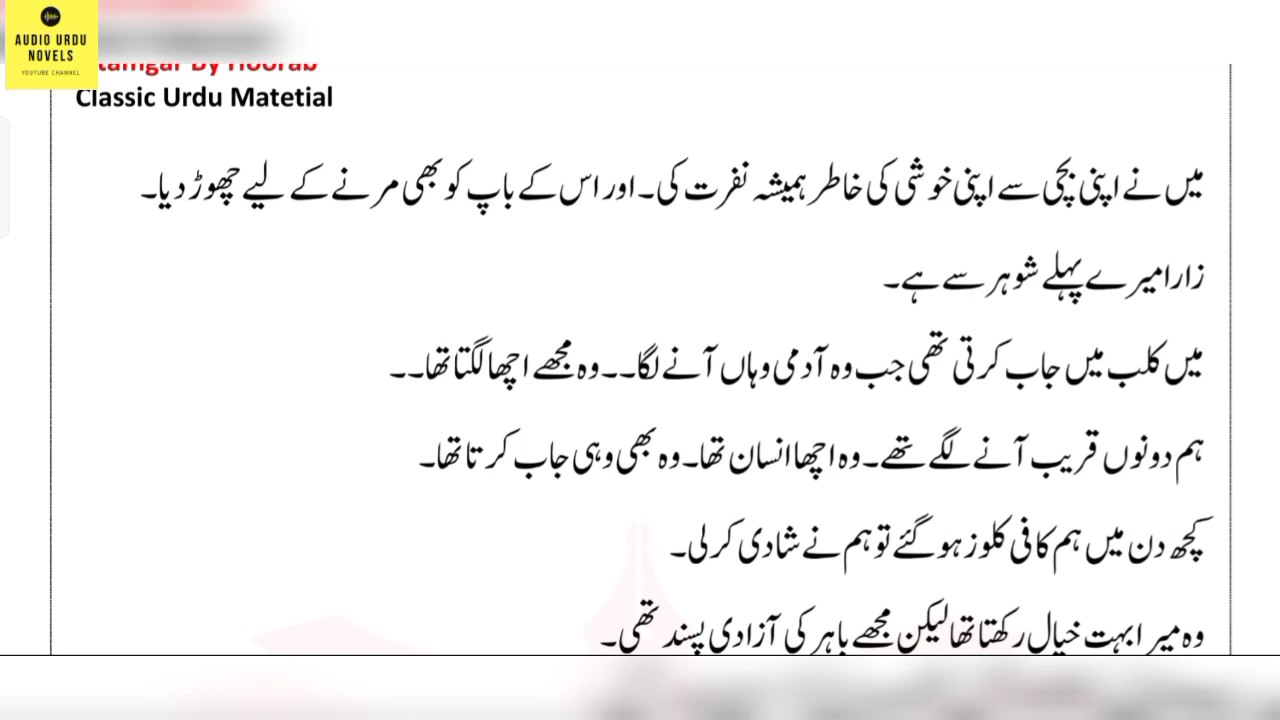 AUDIO URDU
NOVELS
YOUTUBE CHANNEL
By Hoorab
Classic Urdu Matetial
میں نے اپنی بچی سے اپنی خوشی کی خاطر ہمیشہ نفرت کی۔ اور اس کے باپ کو بھی مرنے کے لیے چھوڑ دیا۔
زارا میرے پہلے شوہر سے ہے۔
میں کلب میں جاب کرتی تھی جب وہ آدمی وہاں آنے لگا۔۔ وہ مجھے اچھا لگتا تھا۔۔
ہم دونوں قریب آنے لگے تھے۔ وہ اچھا انسان تھا۔ وہ بھی وہی جاب کرتا تھا۔
کچھ دن میں ہم کافی کلوز ہو گئے تو ہم نے شادی کر لی۔
وہ میرا بہت خیال رکھتا تھا لیکن مجھے باہر کی آزادی پسند تھی۔